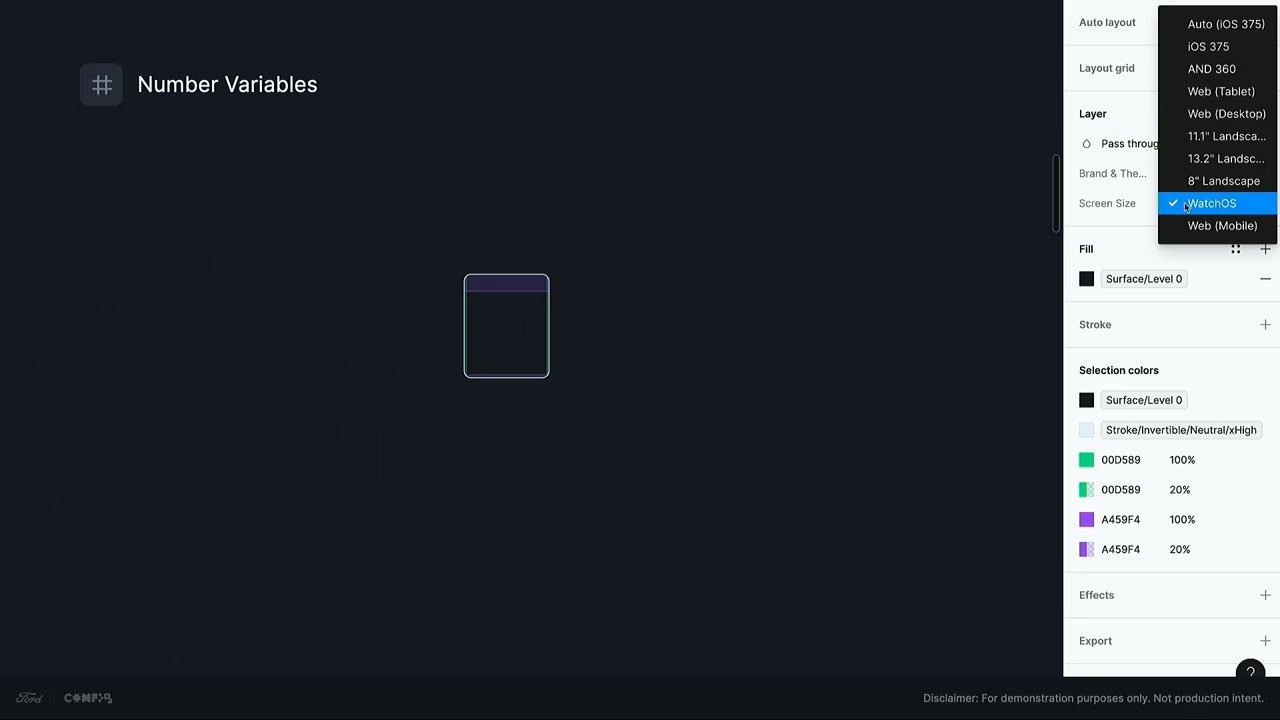 Number Variables
Auto layout
Layout grid
Layer
Pass throug
Brand & The...
Screen Size
Auto (iOS 375)
iOS 375
AND 360
Web (Tablet)
Web (Desktop)
11.1" Landsca...
13.2" Landsc...
8" Landscape
WatchOS
Web (Mobile)
Fill
Surface/Level 0
Stroke
Selection colors
Surface/Level 0
Stroke/Invertible/Neutral/xHigh
00D589 100%
00D589 20%
A459F4 100%
A459F4 20%
Effects
Export
?
Ford
CONFIG
Disclaimer: For demonstration purposes only. Not production intent.